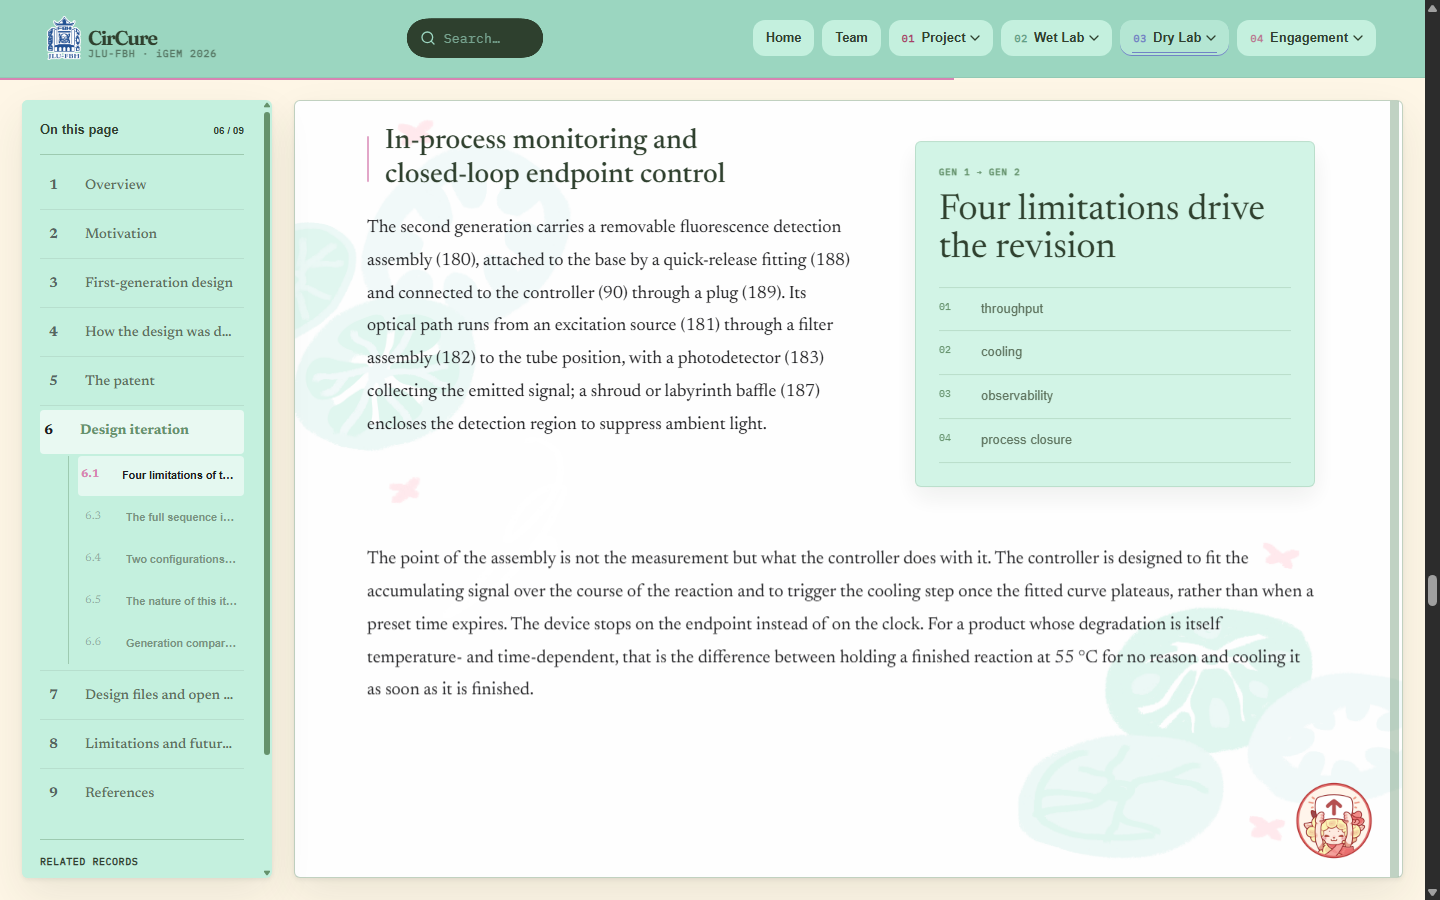 CirCure
JLU-FBH · iGEM 2026
JLU-FBH
Search…
Home
Team
01 Project
02 Wet Lab
03 Dry Lab
04 Engagement
On this page
06 / 09
1 Overview
2 Motivation
3 First-generation design
4 How the design was d…
5 The patent
6 Design iteration
6.1 Four limitations of t…
6.3 The full sequence i…
6.4 Two configurations…
6.5 The nature of this it…
6.6 Generation compar…
7 Design files and open …
8 Limitations and futur…
9 References
RELATED RECORDS
In-process monitoring and
closed-loop endpoint control
The second generation carries a removable fluorescence detection
assembly (180), attached to the base by a quick-release fitting (188)
and connected to the controller (90) through a plug (189). Its
optical path runs from an excitation source (181) through a filter
assembly (182) to the tube position, with a photodetector (183)
collecting the emitted signal; a shroud or labyrinth baffle (187)
encloses the detection region to suppress ambient light.
GEN 1 → GEN 2
Four limitations drive
the revision
01 throughput
02 cooling
03 observability
04 process closure
The point of the assembly is not the measurement but what the controller does with it. The controller is designed to fit the
accumulating signal over the course of the reaction and to trigger the cooling step once the fitted curve plateaus, rather than when a
preset time expires. The device stops on the endpoint instead of on the clock. For a product whose degradation is itself
temperature- and time-dependent, that is the difference between holding a finished reaction at 55 °C for no reason and cooling it
as soon as it is finished.